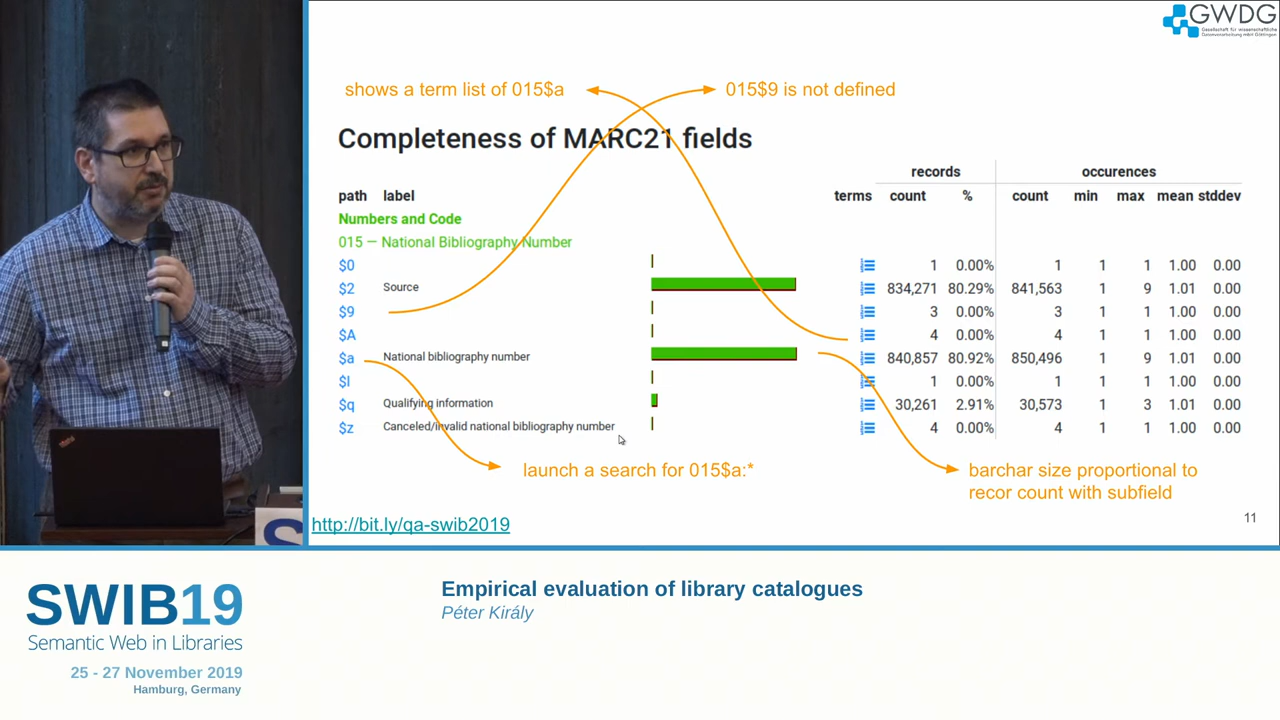 GWDG
Gesellschaft für wissenschaftliche
Datenverarbeitung mbH Göttingen
shows a term list of 015$a
015$9 is not defined
Completeness of MARC21 fields
records occurences
path label terms count % count min max mean stddev
Numbers and Code
015 — National Bibliography Number
$0 1 0.00% 1 1 1 1.00 0.00
$2 Source 834,271 80.29% 841,563 1 9 1.01 0.00
$9 3 0.00% 3 1 1 1.00 0.00
$A 4 0.00% 4 1 1 1.00 0.00
$a National bibliography number 840,857 80.92% 850,496 1 9 1.01 0.00
$l 1 0.00% 1 1 1 1.00 0.00
$q Qualifying information 30,261 2.91% 30,573 1 3 1.01 0.00
$z Canceled/invalid national bibliography number 4 0.00% 4 1 1 1.00 0.00
launch a search for 015$a:*
barchar size proportional to
recor count with subfield
http://bit.ly/qa-swib2019
11
S
SWIB19
Semantic Web in Libraries
25 - 27 November 2019
Hamburg, Germany
Empirical evaluation of library catalogues
Péter Király